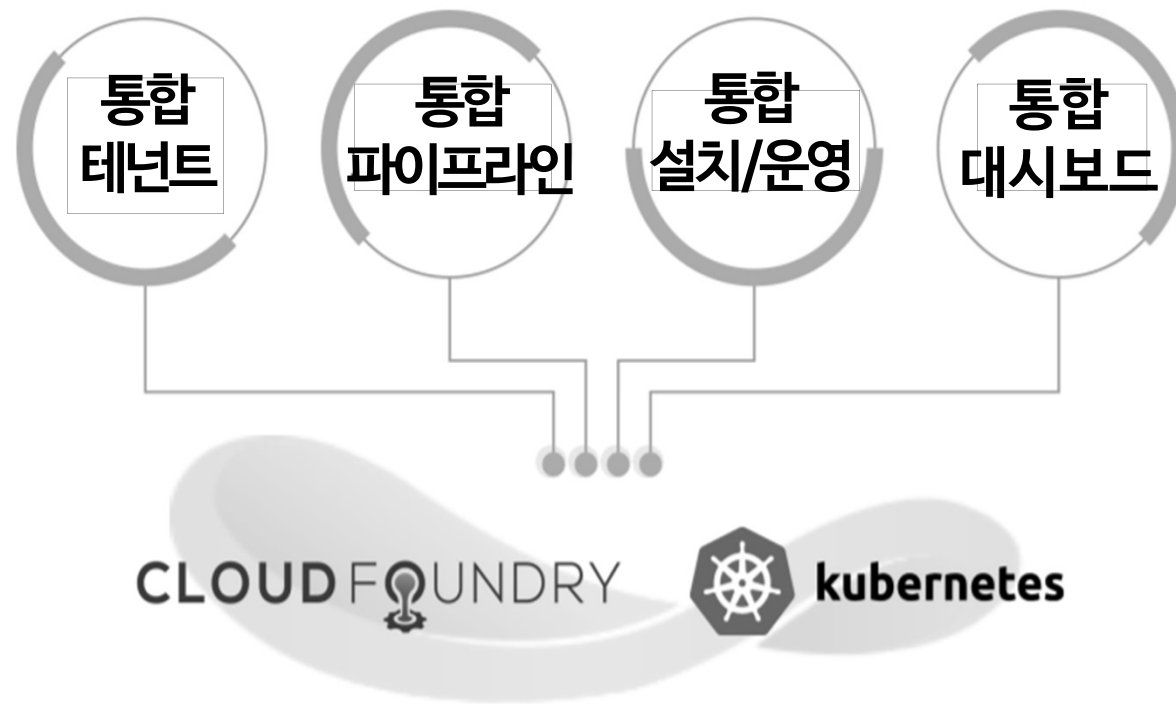 통합
테넌트
통합
파이프라인
통합
설치/운영
통합
대시보드
CLOUD FOUNDRY
kubernetes